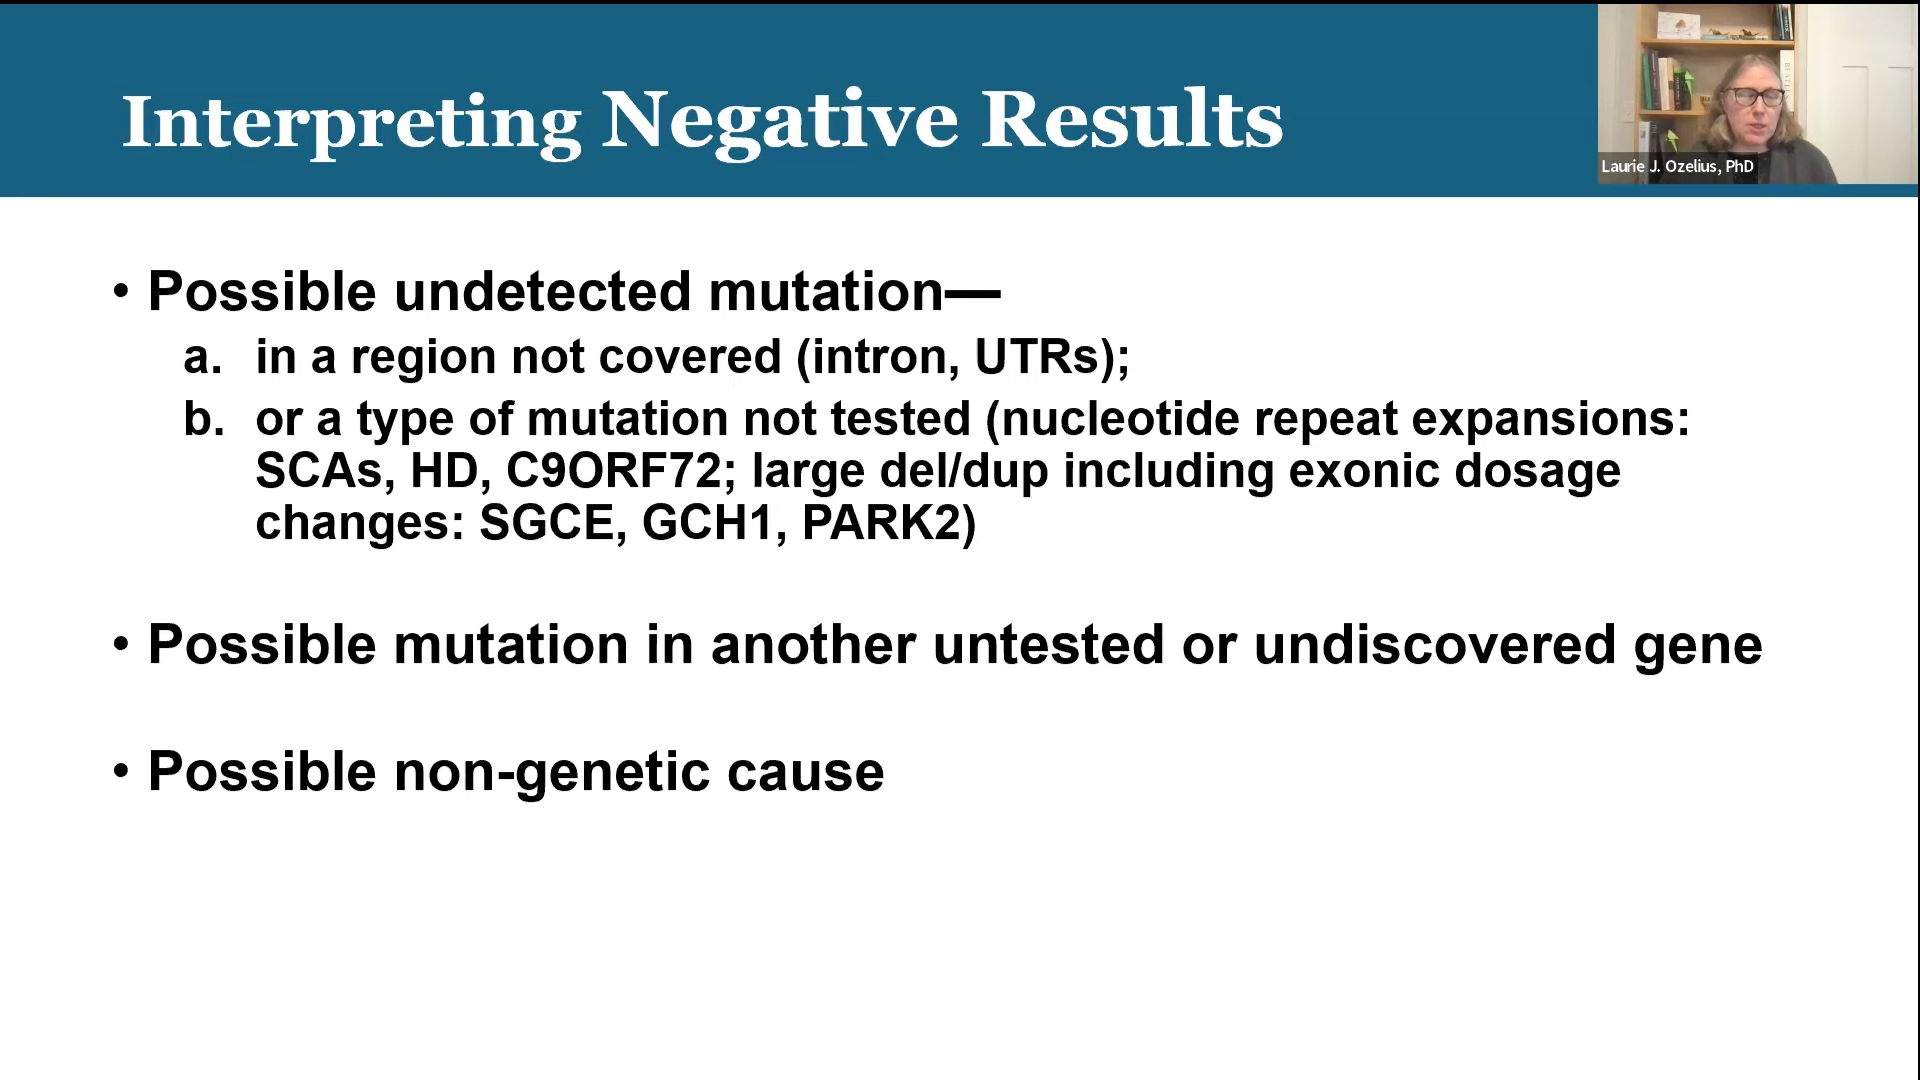 Interpreting Negative Results
Laurie J. Ozelius, PhD
• Possible undetected mutation—
a. in a region not covered (intron, UTRs);
b. or a type of mutation not tested (nucleotide repeat expansions:
SCAs, HD, C9ORF72; large del/dup including exonic dosage
changes: SGCE, GCH1, PARK2)
• Possible mutation in another untested or undiscovered gene
• Possible non-genetic cause